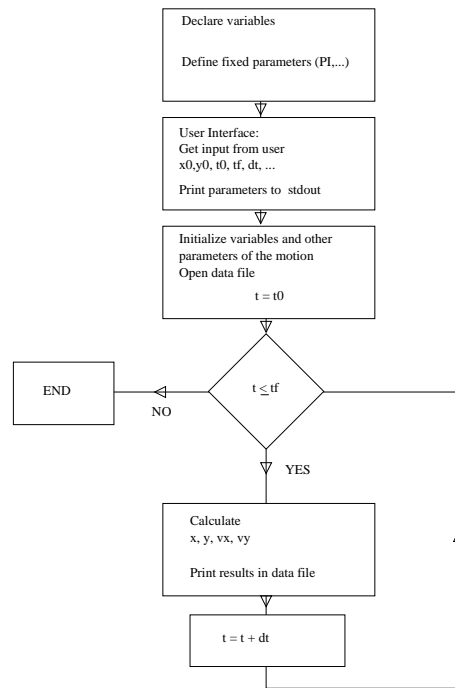 Declare variables
Define fixed parameters (PI,...)
User Interface:
Get input from user
x0,y0, t0, tf, dt, ...
Print parameters to stdout
Initialize variables and other
parameters of the motion
Open data file
t = t0
t ≤ tf
END
NO
YES
Calculate
x, y, vx, vy
Print results in data file
t = t + dt